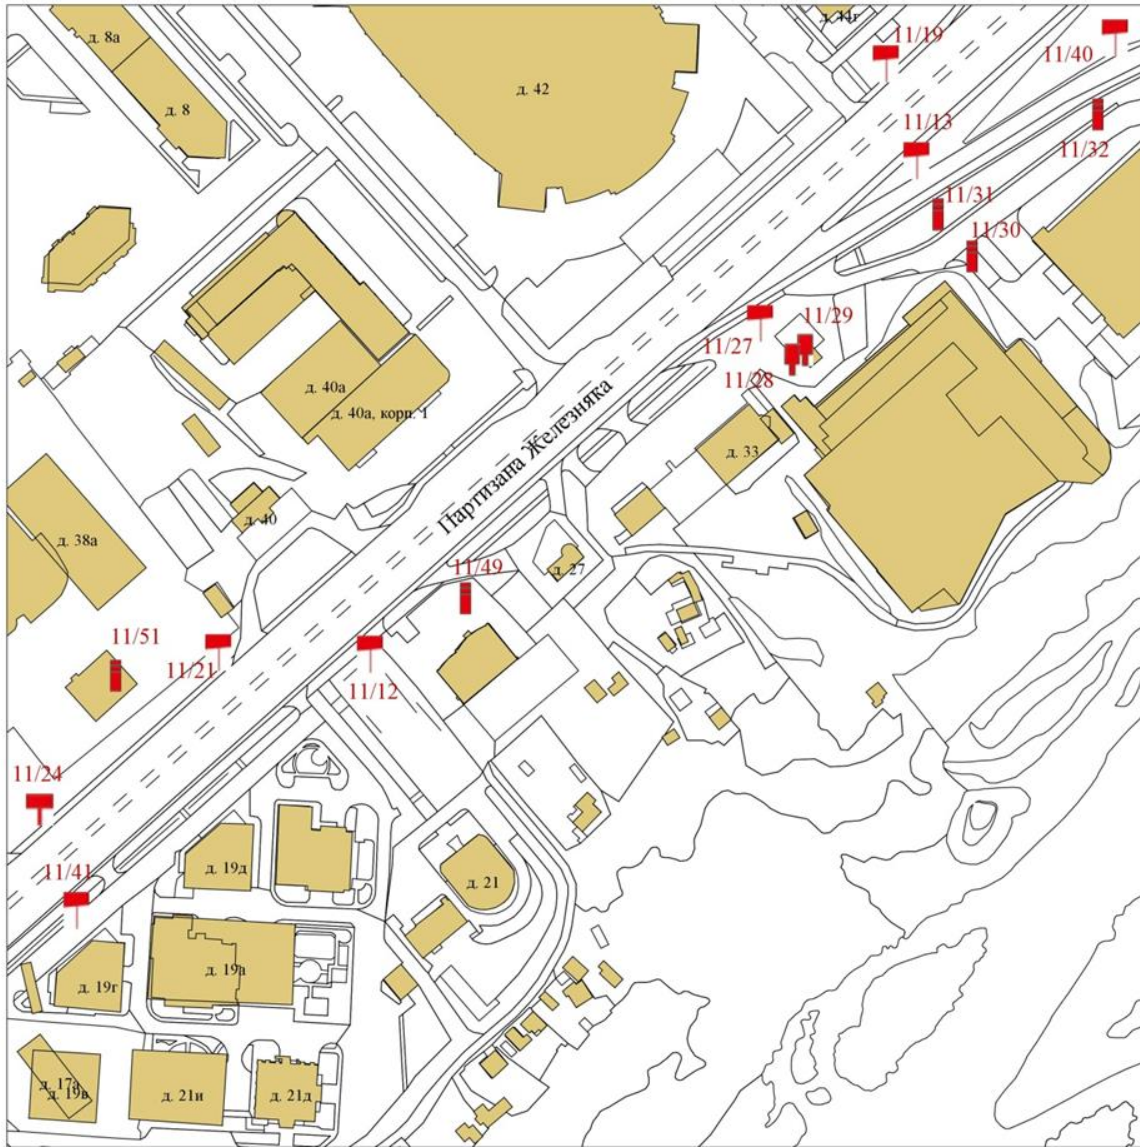 д. 44г
11/19
11/40
д. 8а
д. 42
д. 8
11/13
11/32
11/31
11/30
11/29
11/27
11/28
д. 40а
д. 40а, корп. 1
Партизана Железняка
д. 33
д. 40
д. 38а
11/49
д. 27
11/51
11/21
11/12
11/24
д. 19д
11/41
д. 21
д. 19а
д. 19г
д. 17а
д. 19в
д. 21и
д. 21д